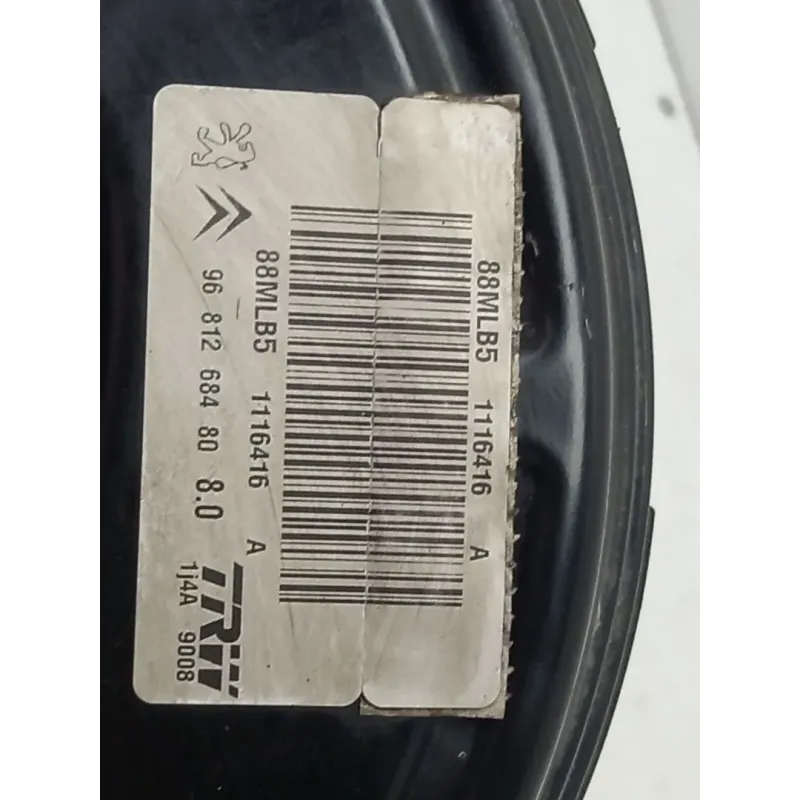 88MLB5 1116416 A
88MLB5 1116416 A
96 812 684 80 8.0
TRW
1j4A 9008